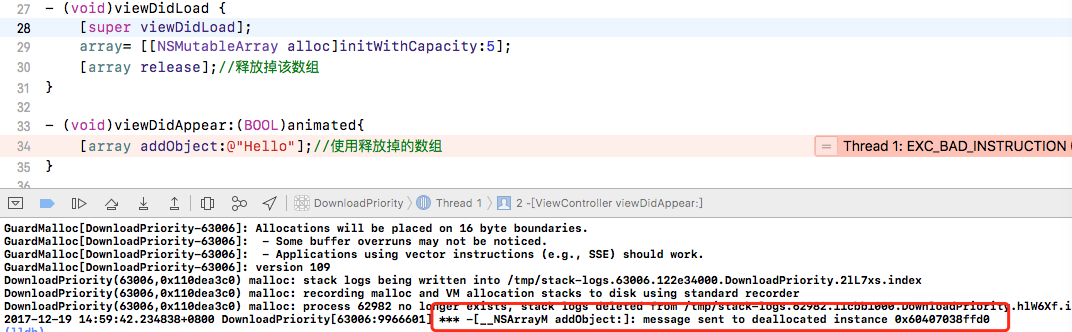 27 - (void)viewDidLoad {
28 [super viewDidLoad];
29 array= [[NSMutableArray alloc]initWithCapacity:5];
30 [array release];//释放掉该数组
31 }
32
33 - (void)viewDidAppear:(BOOL)animated{
34 [array addObject:@"Hello"];//使用释放掉的数组 = Thread 1: EXC_BAD_INSTRUCTION
35 }
36
DownloadPriority Thread 1 2 -[ViewController viewDidAppear:]
GuardMalloc[DownloadPriority-63006]: Allocations will be placed on 16 byte boundaries.
GuardMalloc[DownloadPriority-63006]: - Some buffer overruns may not be noticed.
GuardMalloc[DownloadPriority-63006]: - Applications using vector instructions (e.g., SSE) should work.
GuardMalloc[DownloadPriority-63006]: version 109
DownloadPriority(63006,0x110dea3c0) malloc: stack logs being written into /tmp/stack-logs.63006.122e34000.DownloadPriority.2lL7xs.index
DownloadPriority(63006,0x110dea3c0) malloc: recording malloc and VM allocation stacks to disk using standard recorder
DownloadPriority(63006,0x110dea3c0) malloc: process 62982 no longer exists, stack logs deleted from
2017-12-19 14:59:42.234838+0800 DownloadPriority[63006:9966601] *** -[__NSArrayM addObject:]: message sent to deallocated instance 0x60407038ffd0
(lldb)